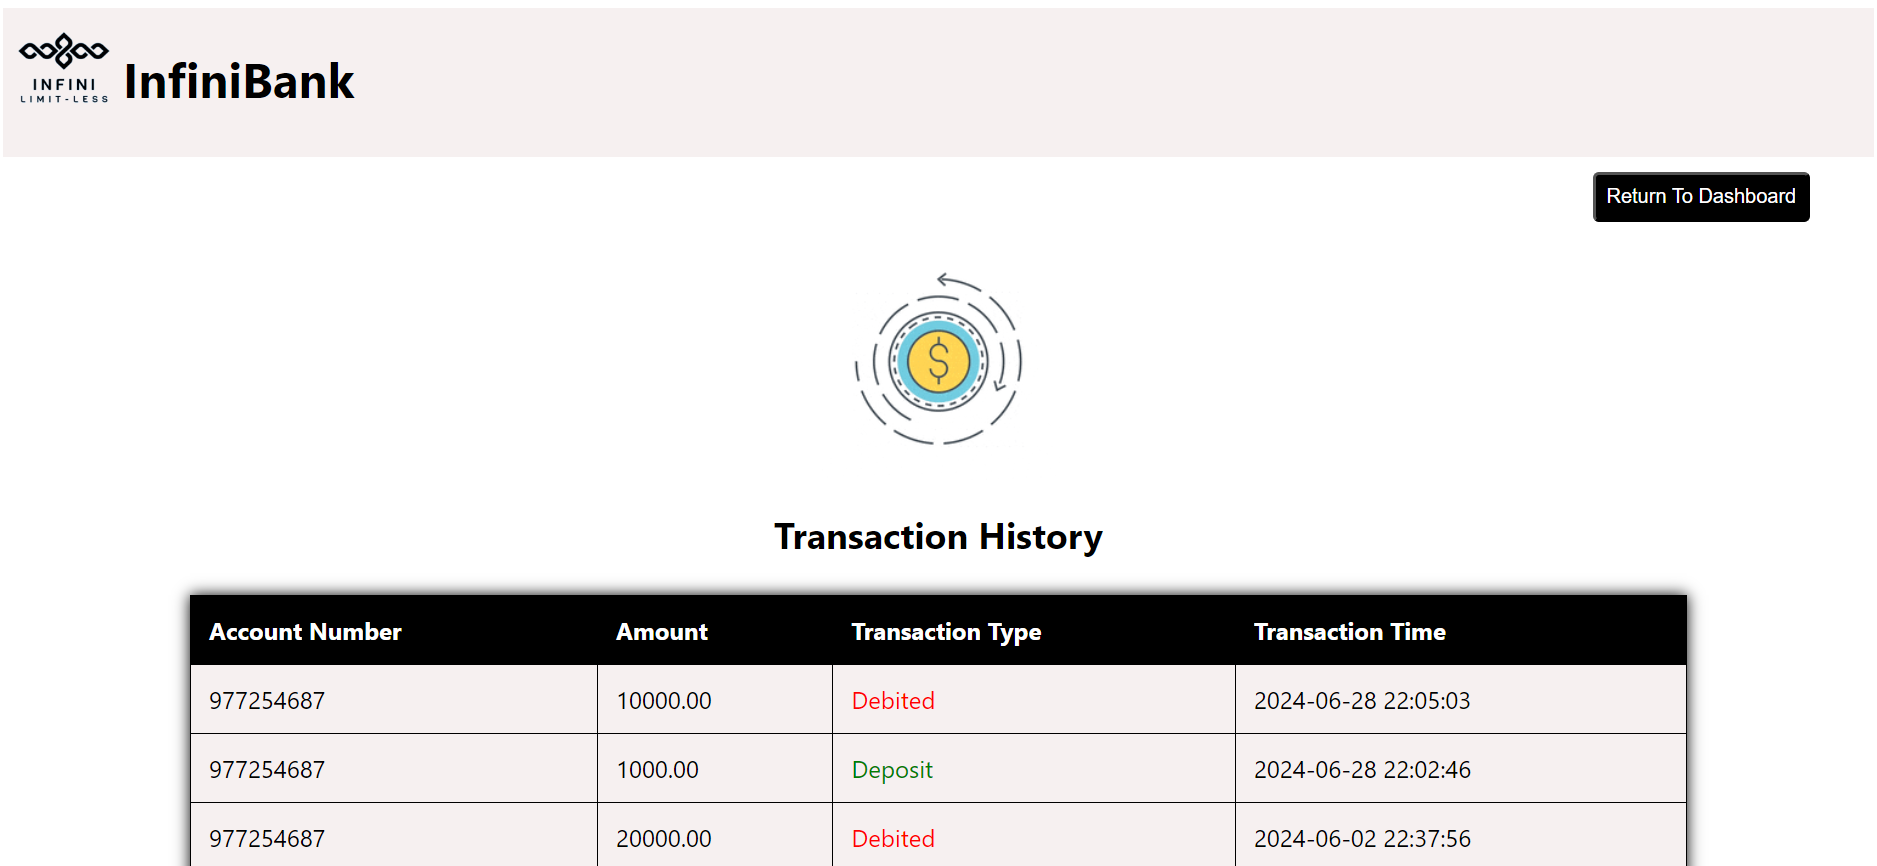 INFINI
LIMIT-LESS
InfiniBank
Return To Dashboard
$
Transaction History
Account Number Amount Transaction Type Transaction Time
977254687 10000.00 Debited 2024-06-28 22:05:03
977254687 1000.00 Deposit 2024-06-28 22:02:46
977254687 20000.00 Debited 2024-06-02 22:37:56